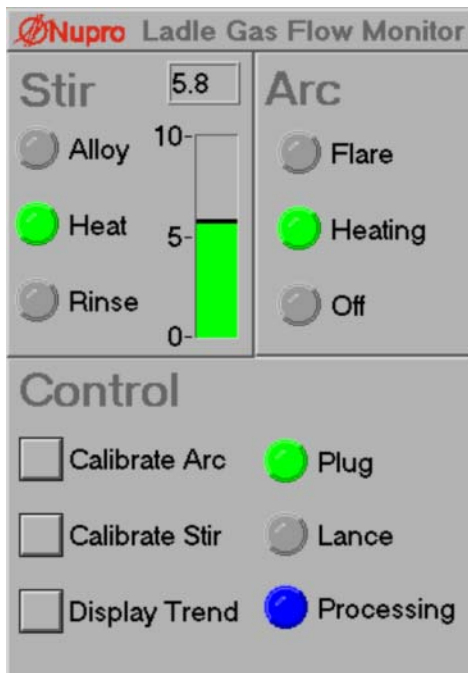 Nupro Ladle Gas Flow Monitor
Stir
5.8
Alloy
Heat
Rinse
10-
5-
0-
Arc
Flare
Heating
Off
Control
Calibrate Arc
Calibrate Stir
Display Trend
Plug
Lance
Processing